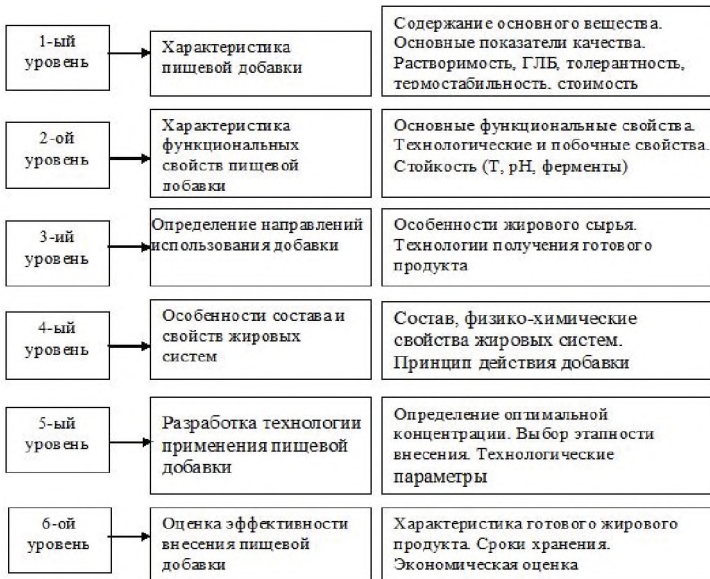 1-ый
уровень
Характеристика
пищевой добавки
Содержание основного вещества.
Основные показатели качества.
Растворимость, ГЛБ, толерантность,
термостабильность. стоимость
2-ой
уровень
Характеристика
функциональных
свойств пищевой
добавки
Основные функциональные свойства.
Технологические и побочные свойства.
Стойкость (Т, рН, ферменты)
3-ий
уровень
Определение направлений
использования добавки
Особенности жирового сырья.
Технологии получения готового
продукта
4-ый
уровень
Особенности состава и
свойств жировых
систем
Состав, физико-химические
свойства жировых систем.
Принцип действия добавки
5-ый
уровень
Разработка технологии
применения пищевой
добавки
Определение оптимальной
концентрации. Выбор этапности
внесения. Технологические
параметры
6-ой
уровень
Оценка эффективности
внесения пищевой
добавки
Характеристика готового жирового
продукта. Сроки хранения.
Экономическая оценка